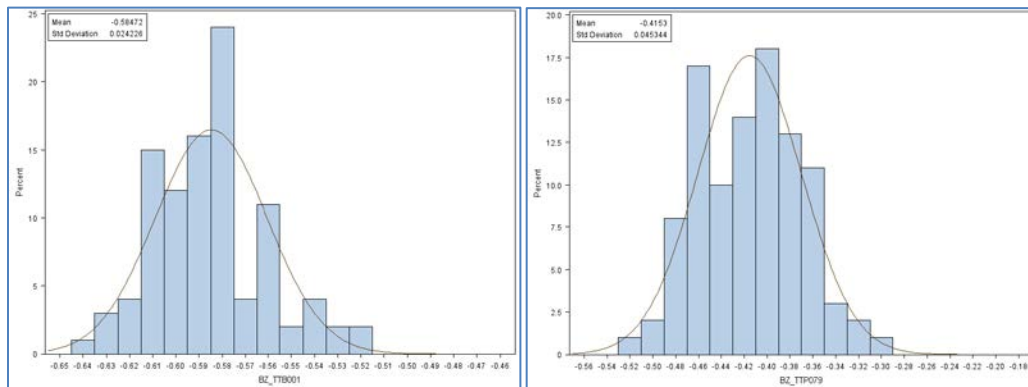 Mean -0.58472
Std Deviation 0.024226
25
20
15
10
5
0
Percent
-0.65 -0.64 -0.63 -0.62 -0.61 -0.60 -0.59 -0.58 -0.57 -0.56 -0.55 -0.54 -0.53 -0.52 -0.51 -0.50 -0.49 -0.48 -0.47 -0.46
BZ_TTB001
Mean -0.4153
Std Deviation 0.045344
20.0
17.5
15.0
12.5
10.0
7.5
5.0
2.5
0
Percent
-0.56 -0.54 -0.52 -0.50 -0.48 -0.46 -0.44 -0.42 -0.40 -0.38 -0.36 -0.34 -0.32 -0.30 -0.28 -0.26 -0.24 -0.22 -0.20 -0.18
BZ_TTP079